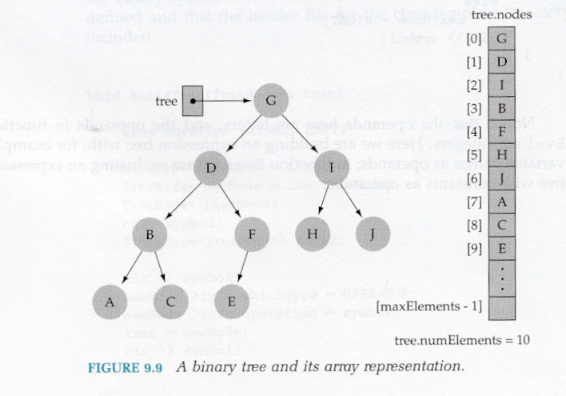 tree.nodes
tree
G
D
I
B
F
H
J
A
C
E
[0] G
[1] D
[2] I
[3] B
[4] F
[5] H
[6] J
[7] A
[8] C
[9] E
[maxElements - 1]
tree.numElements = 10
FIGURE 9.9 A binary tree and its array representation.